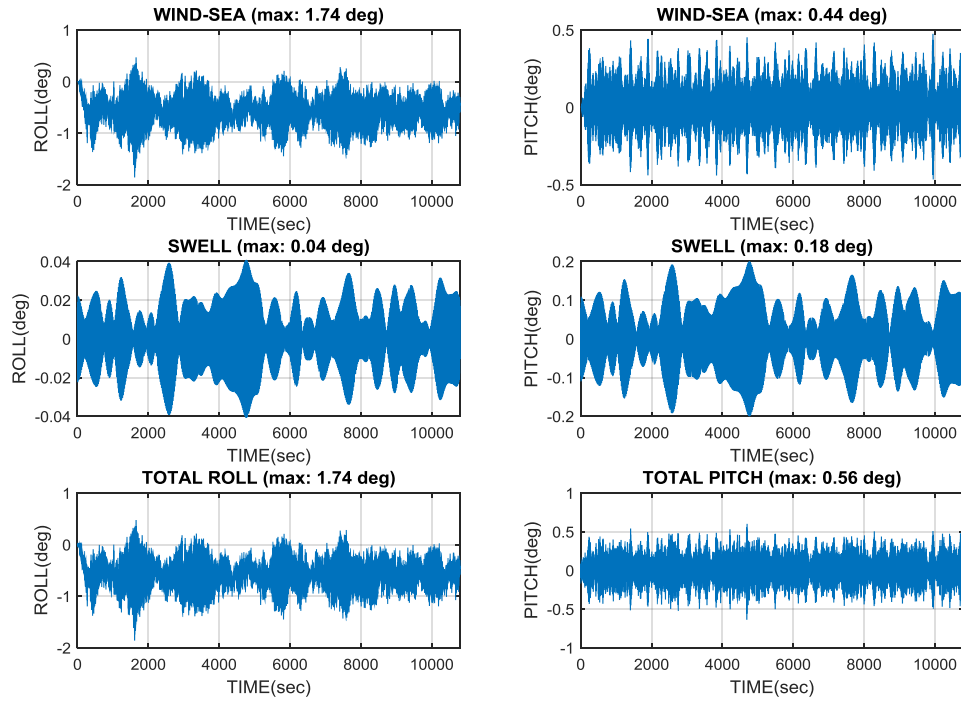 WIND-SEA (max: 1.74 deg)
1
0
-1
-2
ROLL(deg)
0 2000 4000 6000 8000 10000
TIME(sec)
WIND-SEA (max: 0.44 deg)
0.5
0
-0.5
PITCH(deg)
0 2000 4000 6000 8000 10000
TIME(sec)
SWELL (max: 0.04 deg)
0.04
0.02
0
-0.02
-0.04
ROLL(deg)
0 2000 4000 6000 8000 10000
TIME(sec)
SWELL (max: 0.18 deg)
0.2
0.1
0
-0.1
-0.2
PITCH(deg)
0 2000 4000 6000 8000 10000
TIME(sec)
TOTAL ROLL (max: 1.74 deg)
1
0
-1
-2
ROLL(deg)
0 2000 4000 6000 8000 10000
TIME(sec)
TOTAL PITCH (max: 0.56 deg)
1
0.5
0
-0.5
-1
PITCH(deg)
0 2000 4000 6000 8000 10000
TIME(sec)